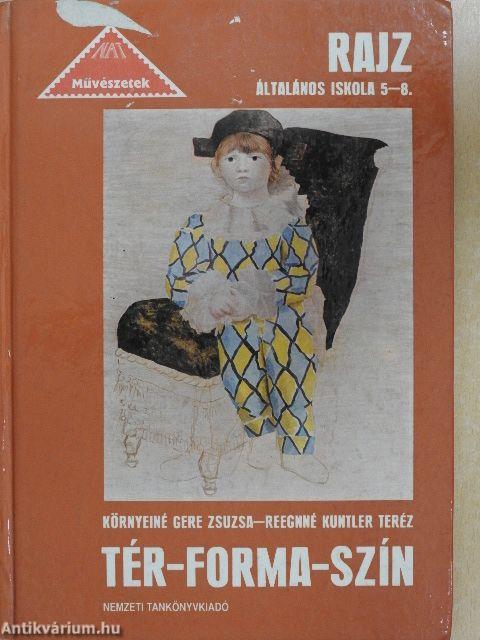 NAT
Művészetek
RAJZ
ÁLTALÁNOS ISKOLA 5–8.
KÖRNYEINÉ GERE ZSUZSA–REEGNNÉ KUNTLER TERÉZ
TÉR-FORMA-SZÍN
NEMZETI TANKÖNYVKIADÓ
Antikvárium.hu